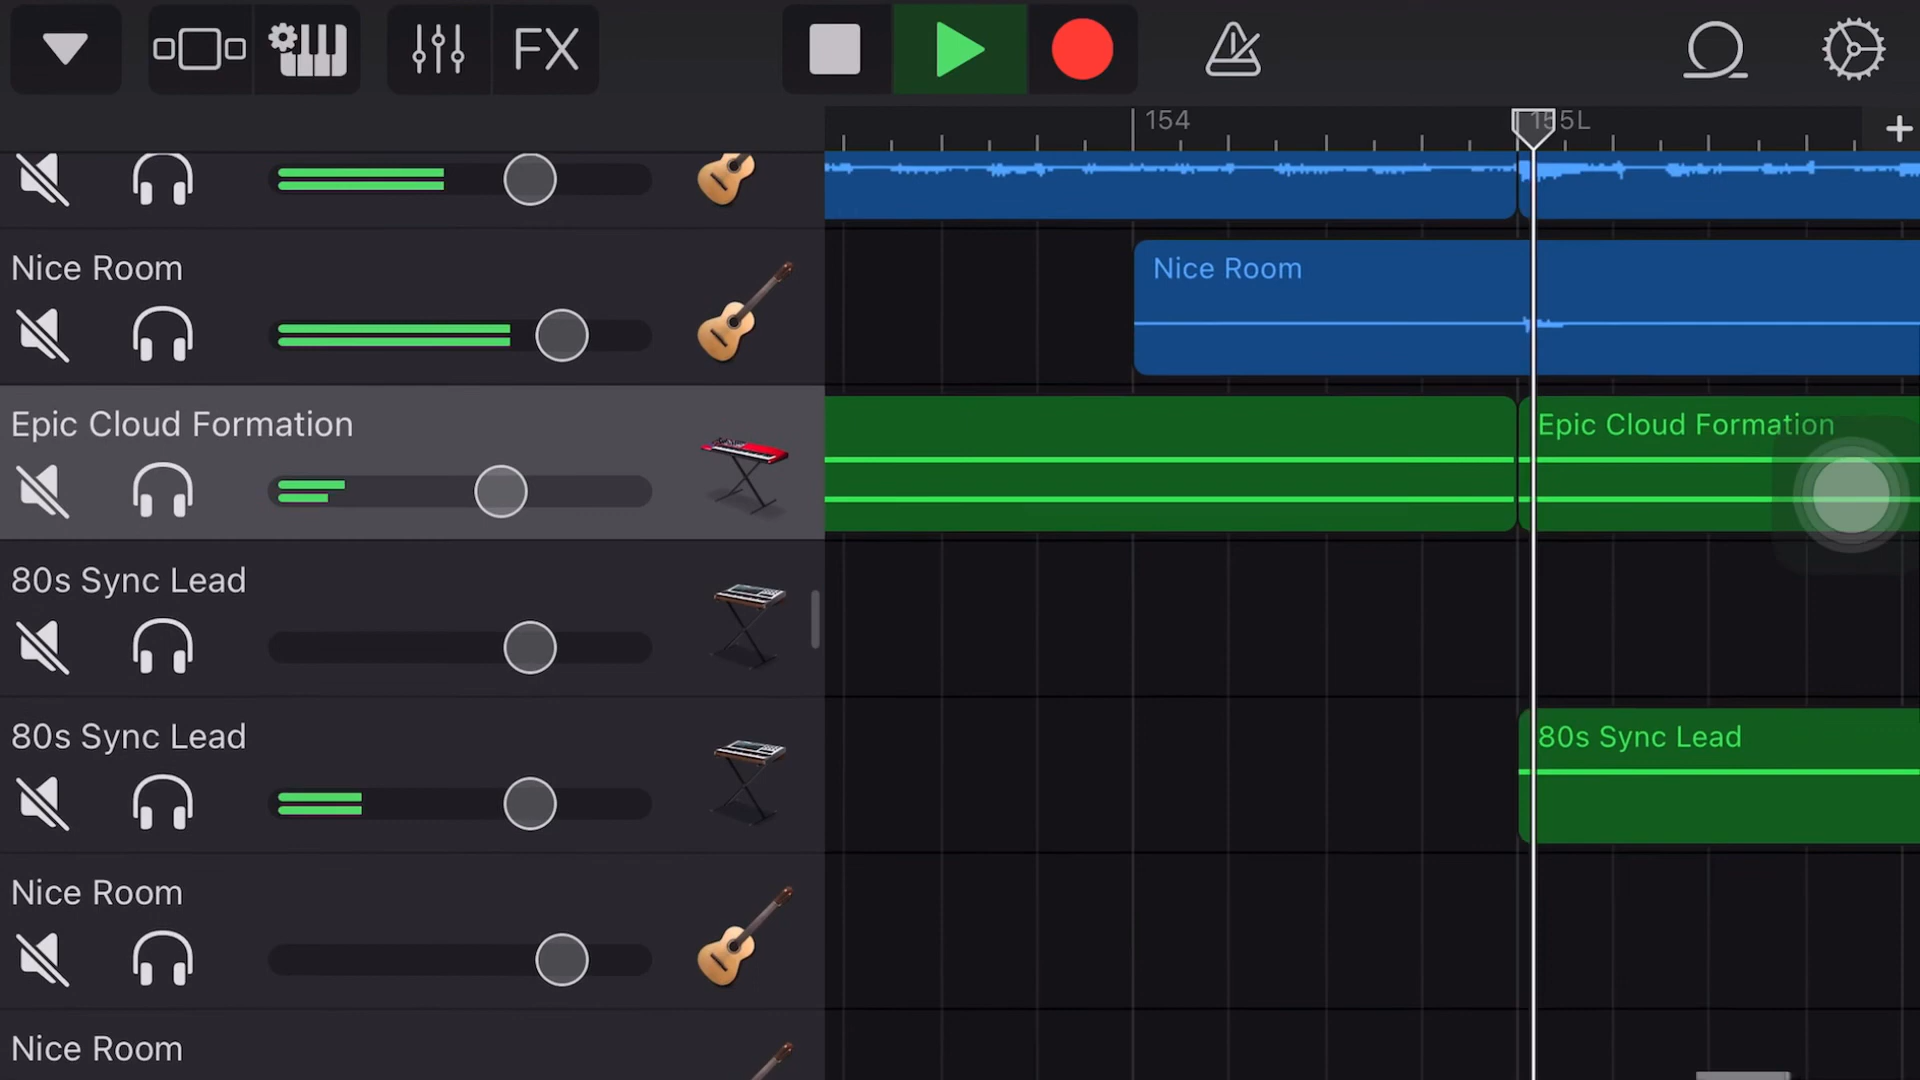 FX
154
155L
Nice Room
Nice Room
Epic Cloud Formation
Epic Cloud Formation
80s Sync Lead
80s Sync Lead
80s Sync Lead
Nice Room
Nice Room